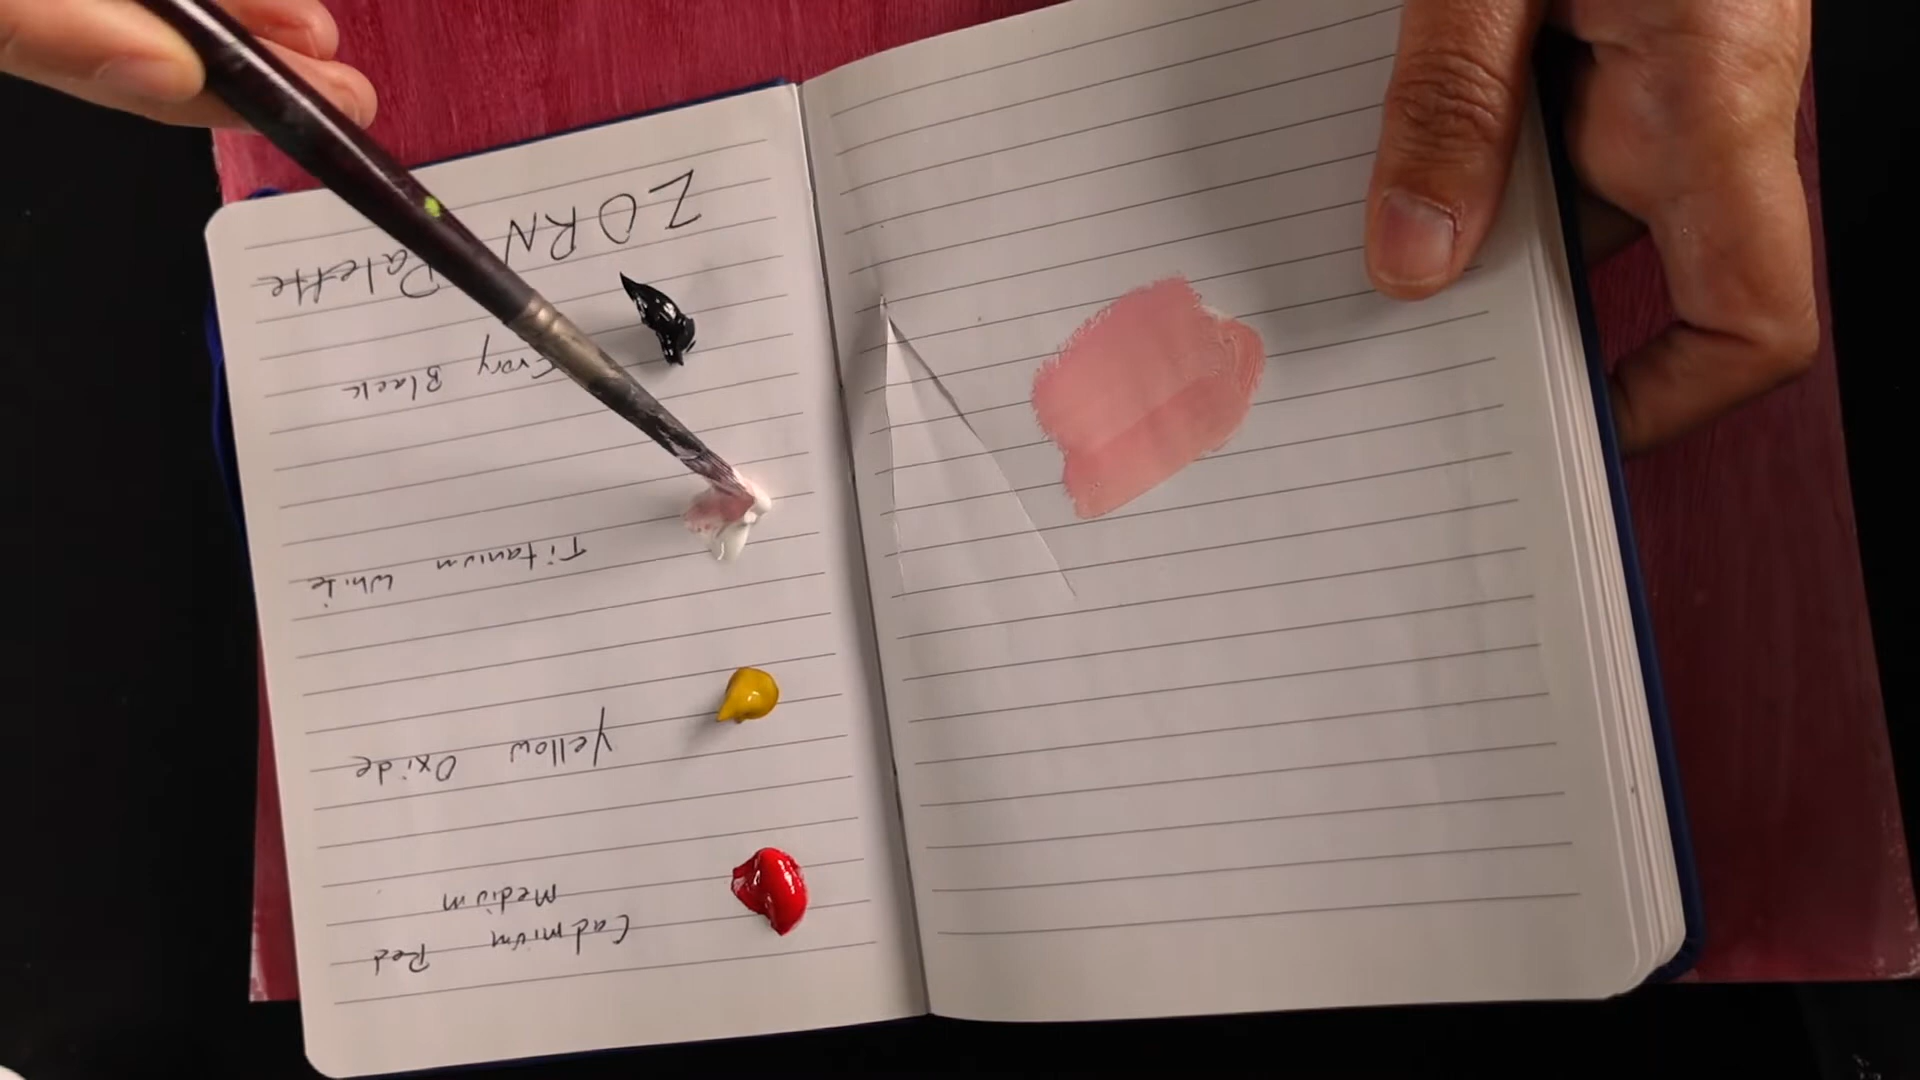 Cadmium Red
Medium
Yellow Oxide
Titanium White
Ivory Black
ZORN Palette